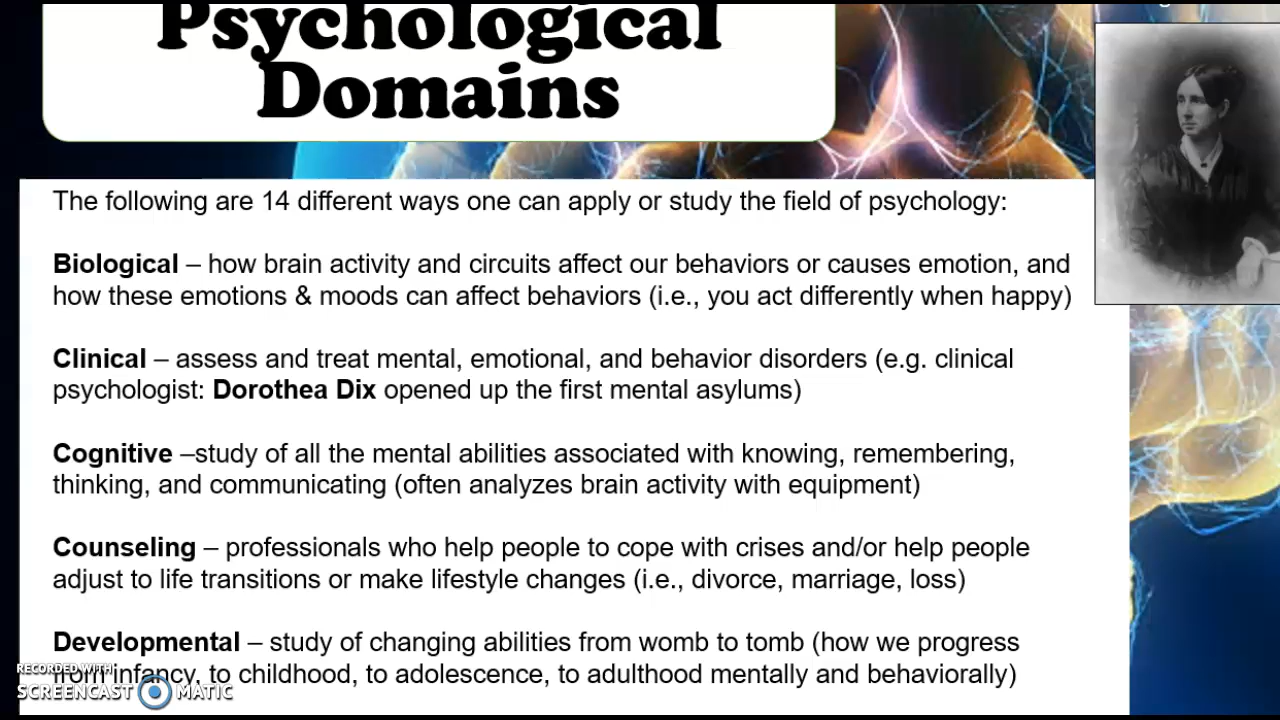 Psychological
Domains
The following are 14 different ways one can apply or study the field of psychology:
Biological – how brain activity and circuits affect our behaviors or causes emotion, and
how these emotions & moods can affect behaviors (i.e., you act differently when happy)
Clinical – assess and treat mental, emotional, and behavior disorders (e.g. clinical
psychologist: Dorothea Dix opened up the first mental asylums)
Cognitive –study of all the mental abilities associated with knowing, remembering,
thinking, and communicating (often analyzes brain activity with equipment)
Counseling – professionals who help people to cope with crises and/or help people
adjust to life transitions or make lifestyle changes (i.e., divorce, marriage, loss)
Developmental – study of changing abilities from womb to tomb (how we progress
from infancy, to childhood, to adolescence, to adulthood mentally and behaviorally)
RECORDED WITH
SCREENCAST MATIC